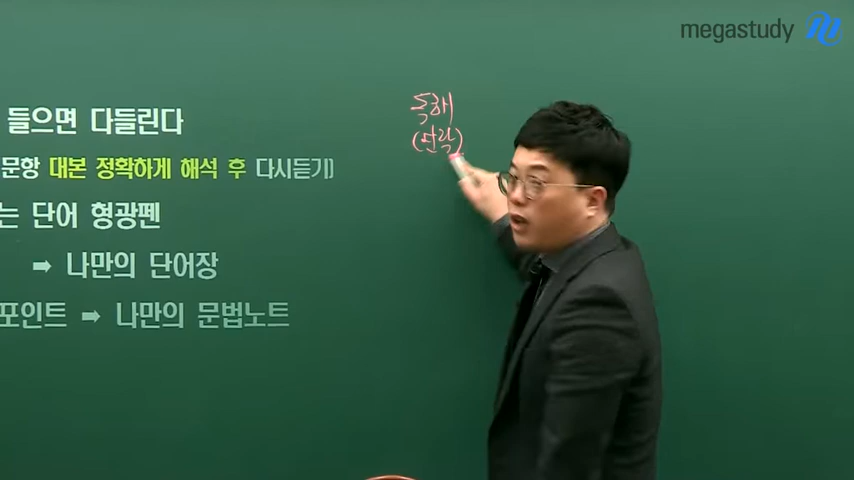 megastudy
들으면 다들린다
문항 대본 정확하게 해석 후 다시듣기)
는 단어 형광펜
➡ 나만의 단어장
포인트 ➡ 나만의 문법노트
독해
(단락)